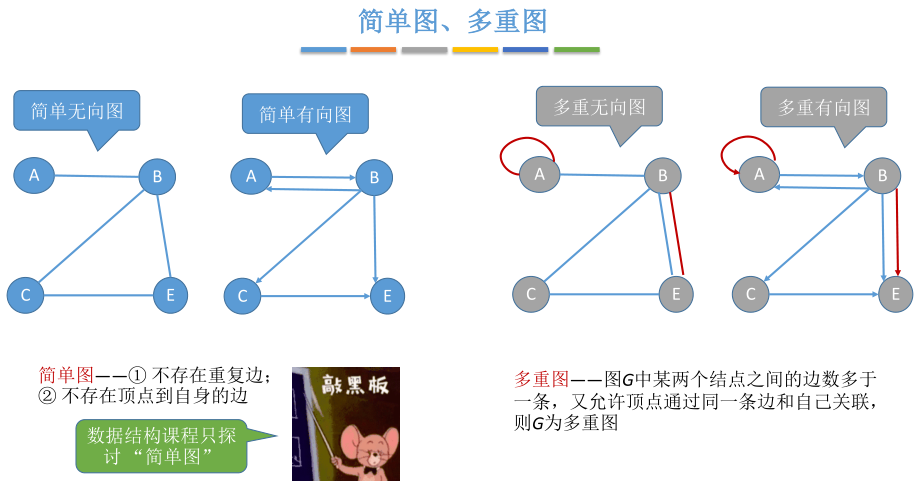 简单图、多重图
简单无向图
简单有向图
多重无向图
多重有向图
A
B
C
E
A
B
C
E
A
B
C
E
A
B
C
E
简单图——① 不存在重复边；
② 不存在顶点到自身的边
数据结构课程只探
讨 “简单图”
敲黑板
多重图——图G中某两个结点之间的边数多于
一条，又允许顶点通过同一条边和自己关联，
则G为多重图